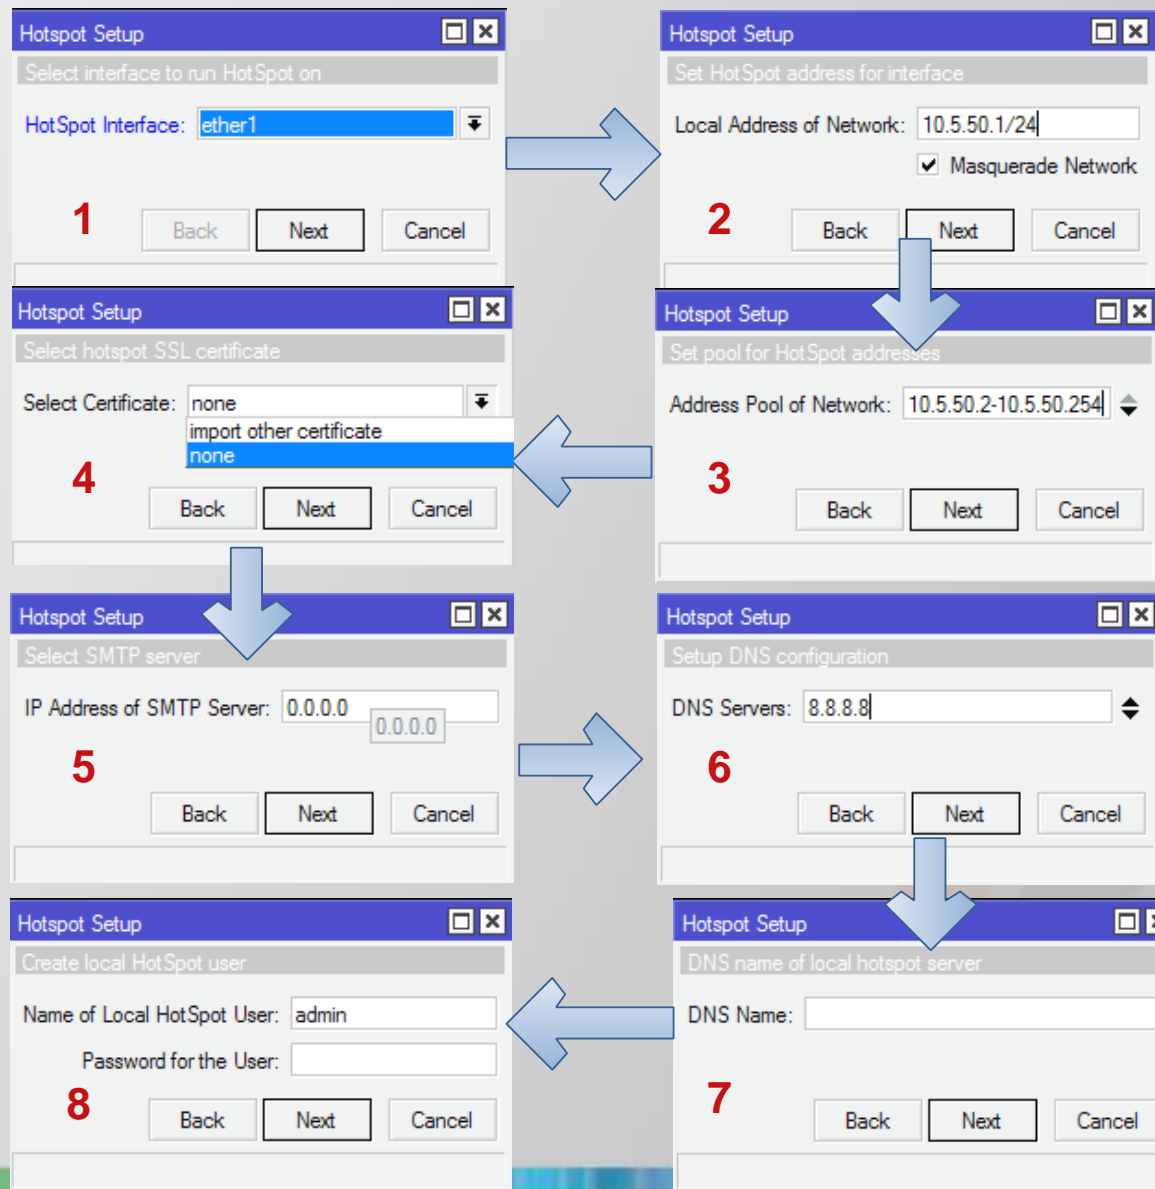 Hotspot Setup
Select interface to run HotSpot on
HotSpot Interface: ether1
1
Back Next Cancel
Hotspot Setup
Set HotSpot address for interface
Local Address of Network: 10.5.50.1/24
Masquerade Network
2
Back Next Cancel
Hotspot Setup
Set pool for HotSpot addresses
Address Pool of Network: 10.5.50.2-10.5.50.254
3
Back Next Cancel
Hotspot Setup
Select hotspot SSL certificate
Select Certificate: none
import other certificate
none
4
Back Next Cancel
Hotspot Setup
Select SMTP server
IP Address of SMTP Server: 0.0.0.0
0.0.0.0
5
Back Next Cancel
Hotspot Setup
Setup DNS configuration
DNS Servers: 8.8.8.8
6
Back Next Cancel
Hotspot Setup
DNS name of local hotspot server
DNS Name:
7
Back Next Cancel
Hotspot Setup
Create local HotSpot user
Name of Local HotSpot User: admin
Password for the User:
8
Back Next Cancel